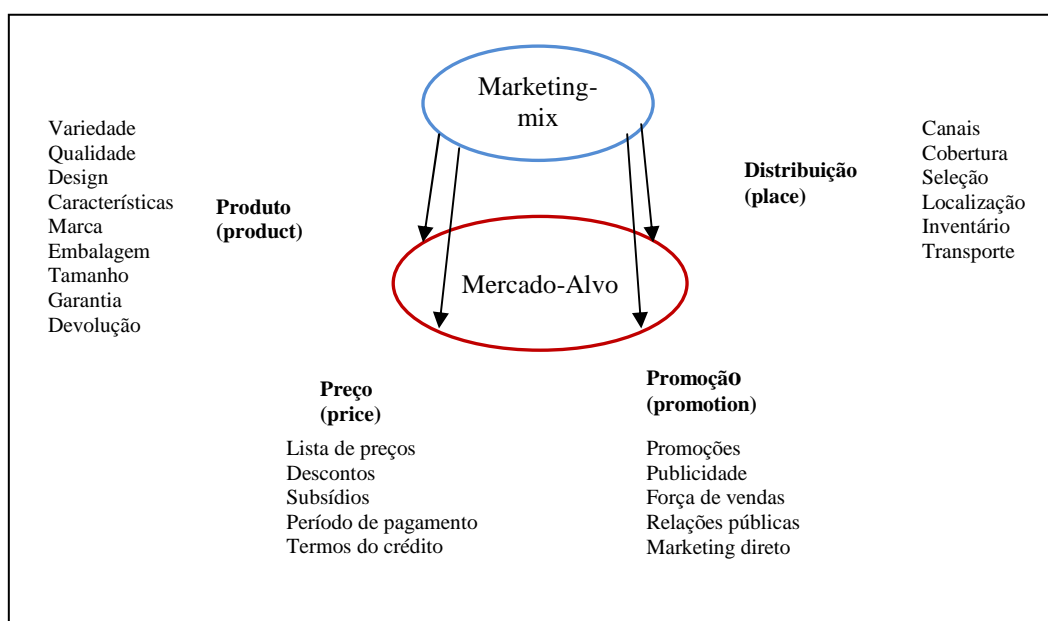 Marketing-
mix
Variedade
Qualidade
Design
Características
Marca
Embalagem
Tamanho
Garantia
Devolução
Produto
(product)
Distribuição
(place)
Canais
Cobertura
Seleção
Localização
Inventário
Transporte
Mercado-Alvo
Preço
(price)
Lista de preços
Descontos
Subsídios
Período de pagamento
Termos do crédito
Promoção
(promotion)
Promoções
Publicidade
Força de vendas
Relações públicas
Marketing direto